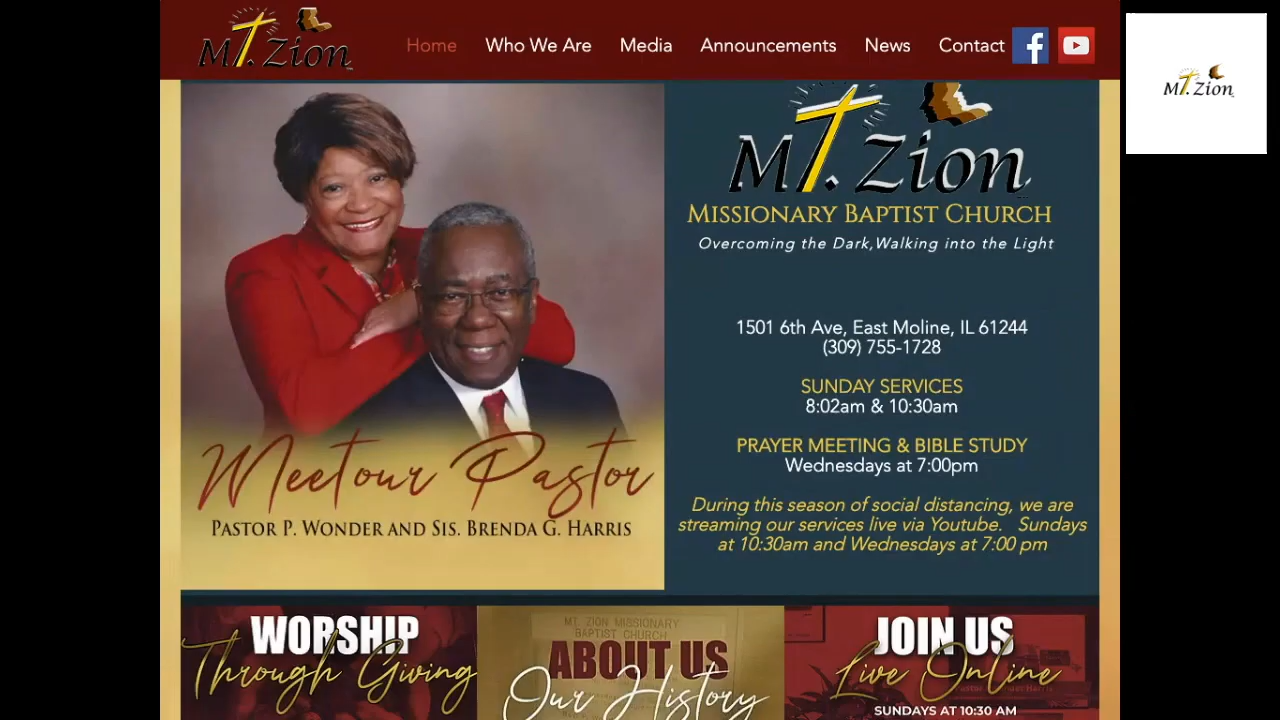 Mt. Zion
Home Who We Are Media Announcements News Contact
Mt. Zion
Mt. Zion
Missionary Baptist Church
Overcoming the Dark,Walking into the Light
1501 6th Ave, East Moline, IL 61244
(309) 755-1728
SUNDAY SERVICES
8:02am & 10:30am
PRAYER MEETING & BIBLE STUDY
Wednesdays at 7:00pm
During this season of social distancing, we are
streaming our services live via Youtube. Sundays
at 10:30am and Wednesdays at 7:00 pm
Meet our Pastor
Pastor P. Wonder and Sis. Brenda G. Harris
WORSHIP
Through Giving
MT. ZION MISSIONARY
BAPTIST CHURCH
ABOUT US
Our History
JOIN US
Live Online
Pastor Wonder Harris
SUNDAYS AT 10:30 AM